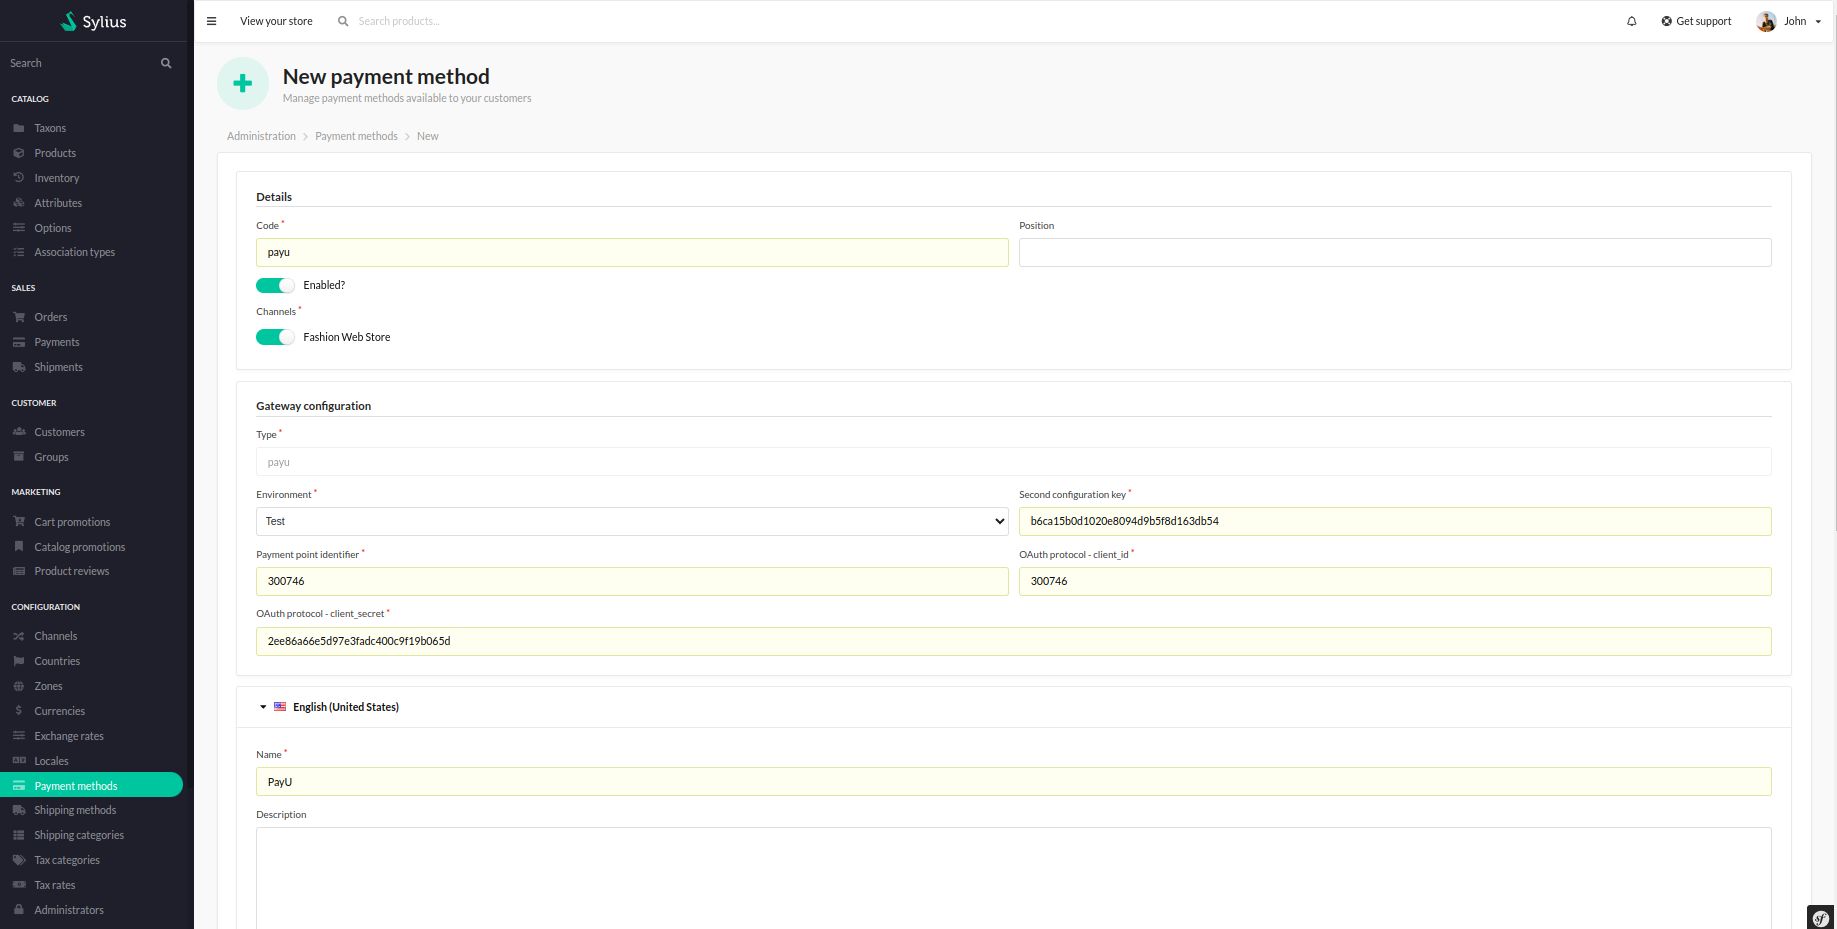 Sylius
View your store
Search products...
Get support
John
Search
CATALOG
Taxons
Products
Inventory
Attributes
Options
Association types
SALES
Orders
Payments
Shipments
CUSTOMER
Customers
Groups
MARKETING
Cart promotions
Catalog promotions
Product reviews
CONFIGURATION
Channels
Countries
Zones
Currencies
Exchange rates
Locales
Payment methods
Shipping methods
Shipping categories
Tax categories
Tax rates
Administrators
New payment method
Manage payment methods available to your customers
Administration > Payment methods > New
Details
Code *
Position
payu
Enabled?
Channels *
Fashion Web Store
Gateway configuration
Type *
payu
Environment *
Second configuration key *
Test
b6ca15b0d1020e8094d9b5f8d163db54
Payment point identifier *
OAuth protocol - client_id *
300746
300746
OAuth protocol - client_secret *
2ee86a66e5d97e3fadc400c9f19b065d
English (United States)
Name *
PayU
Description
sf